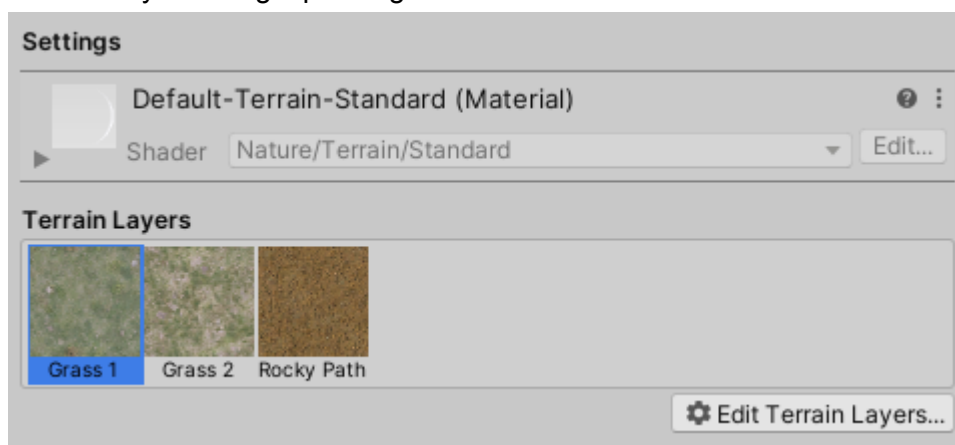 Settings
Default-Terrain-Standard (Material)
Shader Nature/Terrain/Standard Edit...
Terrain Layers
Grass 1 Grass 2 Rocky Path
Edit Terrain Layers...